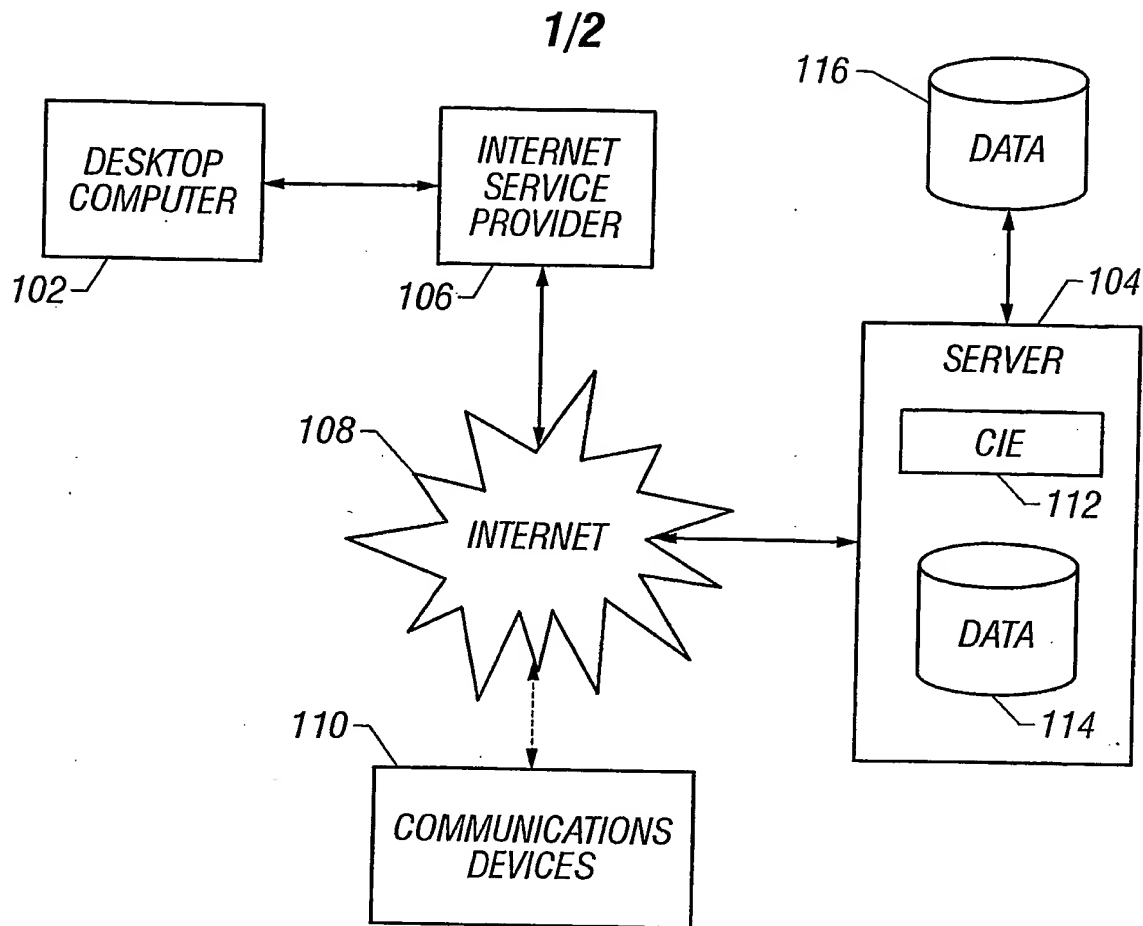 1/2
116
DATA
DESKTOP
COMPUTER
102
INTERNET
SERVICE
PROVIDER
106
104
SERVER
CIE
112
DATA
114
108
INTERNET
110
COMMUNICATIONS
DEVICES